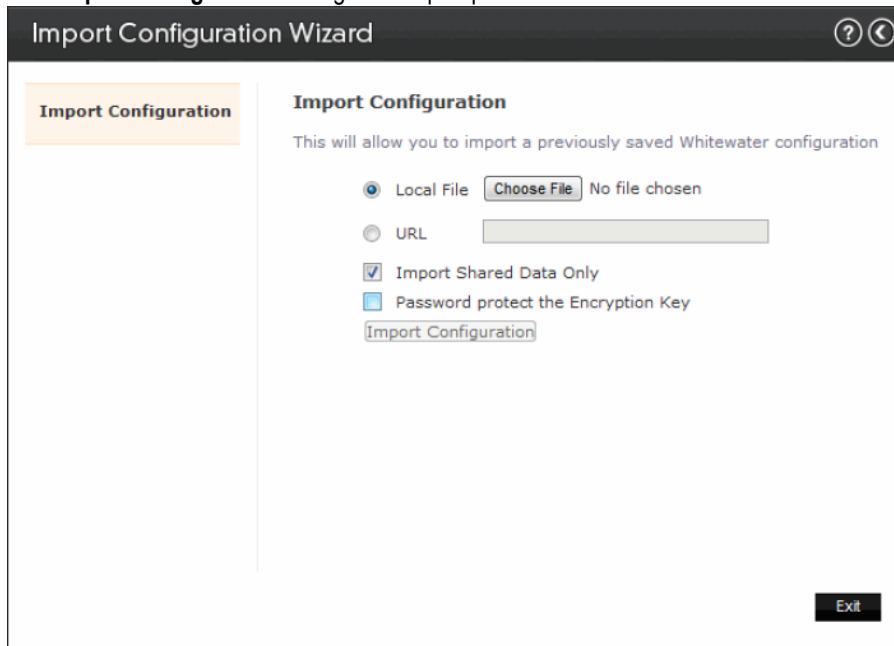 Import Configuration Wizard
Import Configuration
Import Configuration
This will allow you to import a previously saved Whitewater configuration
Local File Choose File No file chosen
URL
Import Shared Data Only
Password protect the Encryption Key
Import Configuration
Exit